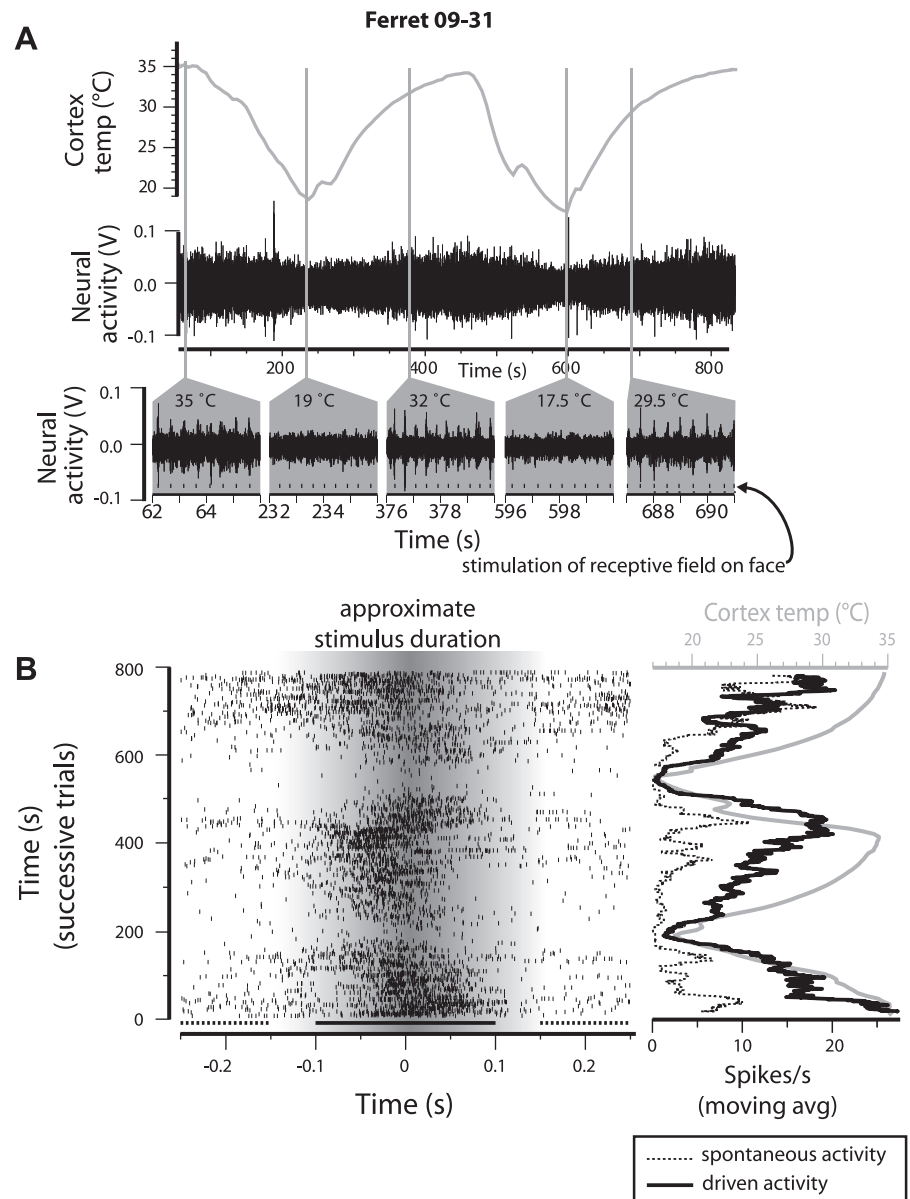 Ferret 09-31
A
Cortex
temp (°C)
35
30
25
20
Neural
activity (V)
0.1
0.0
-0.1
200
400
Time (s)
600
800
Neural
activity (V)
0.1
0.0
-0.1
35 ˚C
19 ˚C
32 ˚C
17.5 ˚C
29.5 ˚C
62
64
232
234
376
378
596
598
688
690
Time (s)
stimulation of receptive field on face
B
approximate
stimulus duration
Time (s)
(successive trials)
800
600
400
200
0
-0.2
-0.1
0
0.1
0.2
Time (s)
Cortex temp (°C)
20
25
30
35
0
10
20
Spikes/s
(moving avg)
spontaneous activity
driven activity